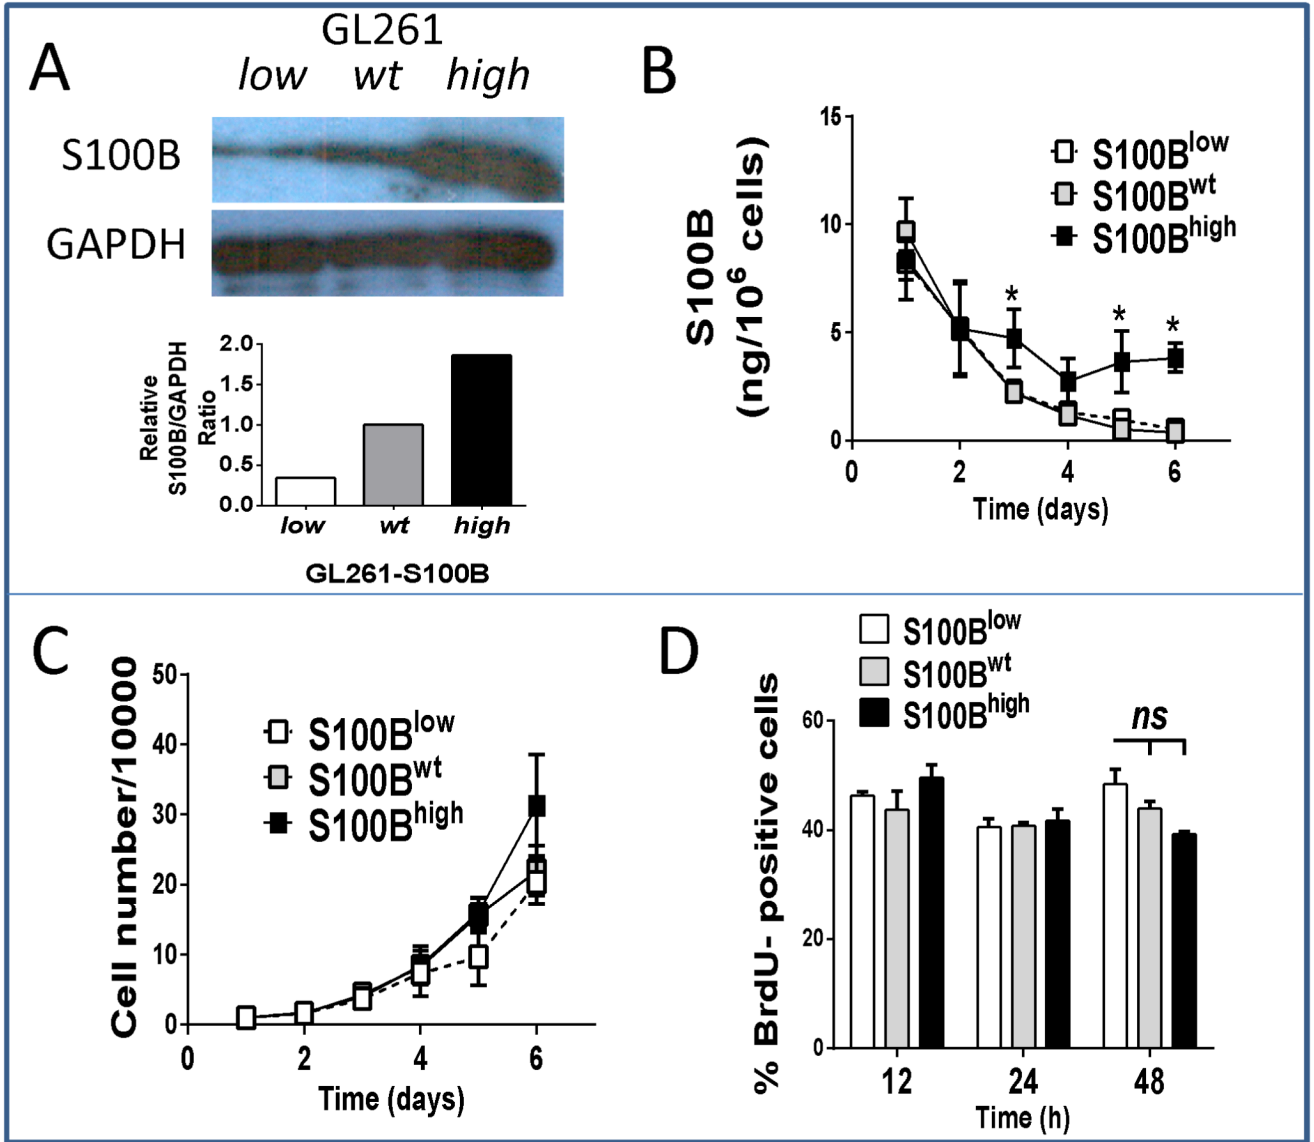 A
GL261
low wt high
S100B
GAPDH
Relative
S100B/GAPDH
Ratio
2.0
1.5
1.0
0.5
0.0
low wt high
GL261-S100B
B
S100B
(ng/10⁶ cells)
15
10
5
0
S100Blow
S100Bwt
S100Bhigh
* * *
0 2 4 6
Time (days)
C
Cell number/10000
50
40
30
20
10
0
S100Blow
S100Bwt
S100Bhigh
0 2 4 6
Time (days)
D
S100Blow
S100Bwt
S100Bhigh
% BrdU- positive cells
60
40
20
0
ns
12 24 48
Time (h)